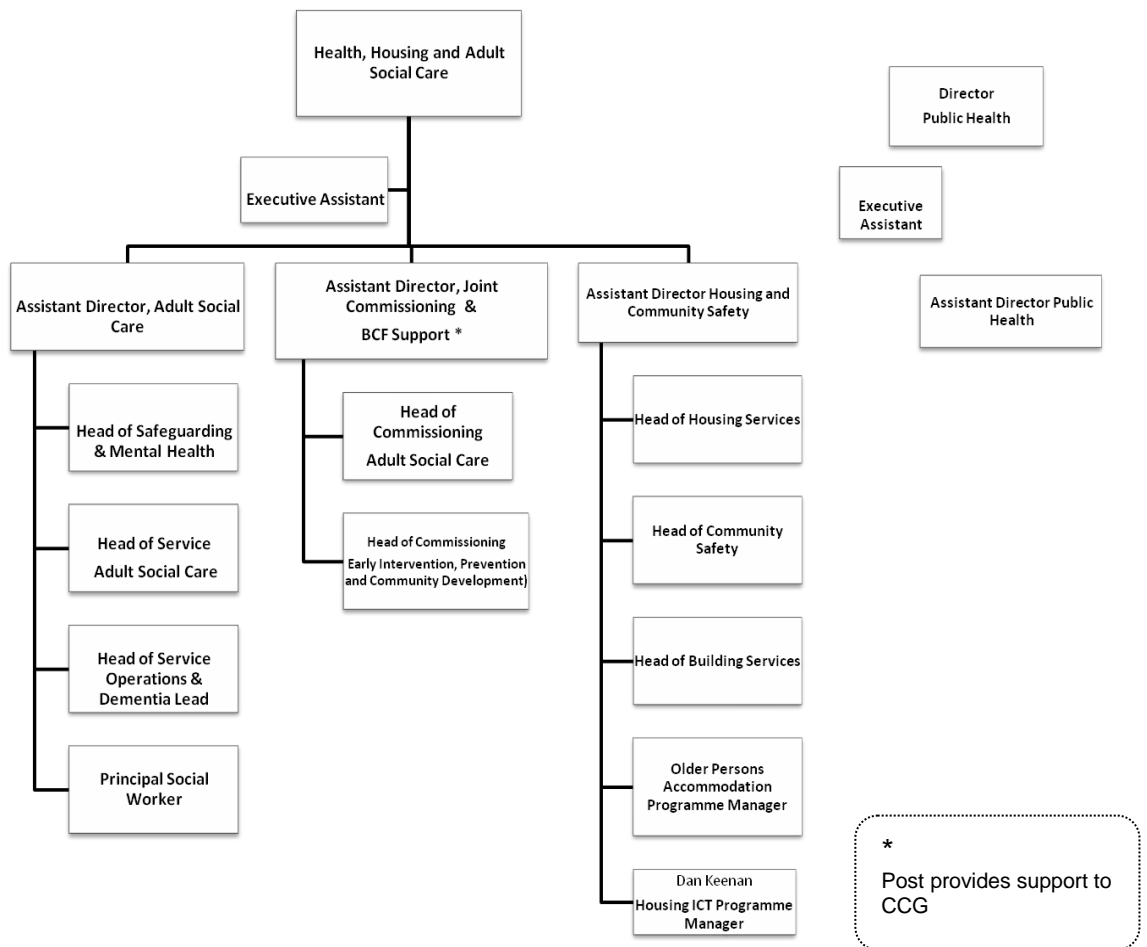 Health, Housing and Adult
Social Care
Director
Public Health
Executive Assistant
Executive
Assistant
Assistant Director, Adult Social
Care
Assistant Director, Joint
Commissioning &
BCF Support *
Assistant Director Housing and
Community Safety
Assistant Director Public
Health
Head of Safeguarding
& Mental Health
Head of Service
Adult Social Care
Head of Service
Operations &
Dementia Lead
Principal Social
Worker
Head of
Commissioning
Adult Social Care
Head of Commissioning
Early Intervention, Prevention
and Community Development)
Head of Housing Services
Head of Community
Safety
Head of Building Services
Older Persons
Accommodation
Programme Manager
Dan Keenan
Housing ICT Programme
Manager
*
Post provides support to
CCG